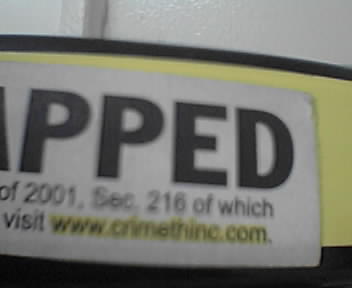 APPED
of 2001, Sec. 216 of which
visit www.crimethinc.com.